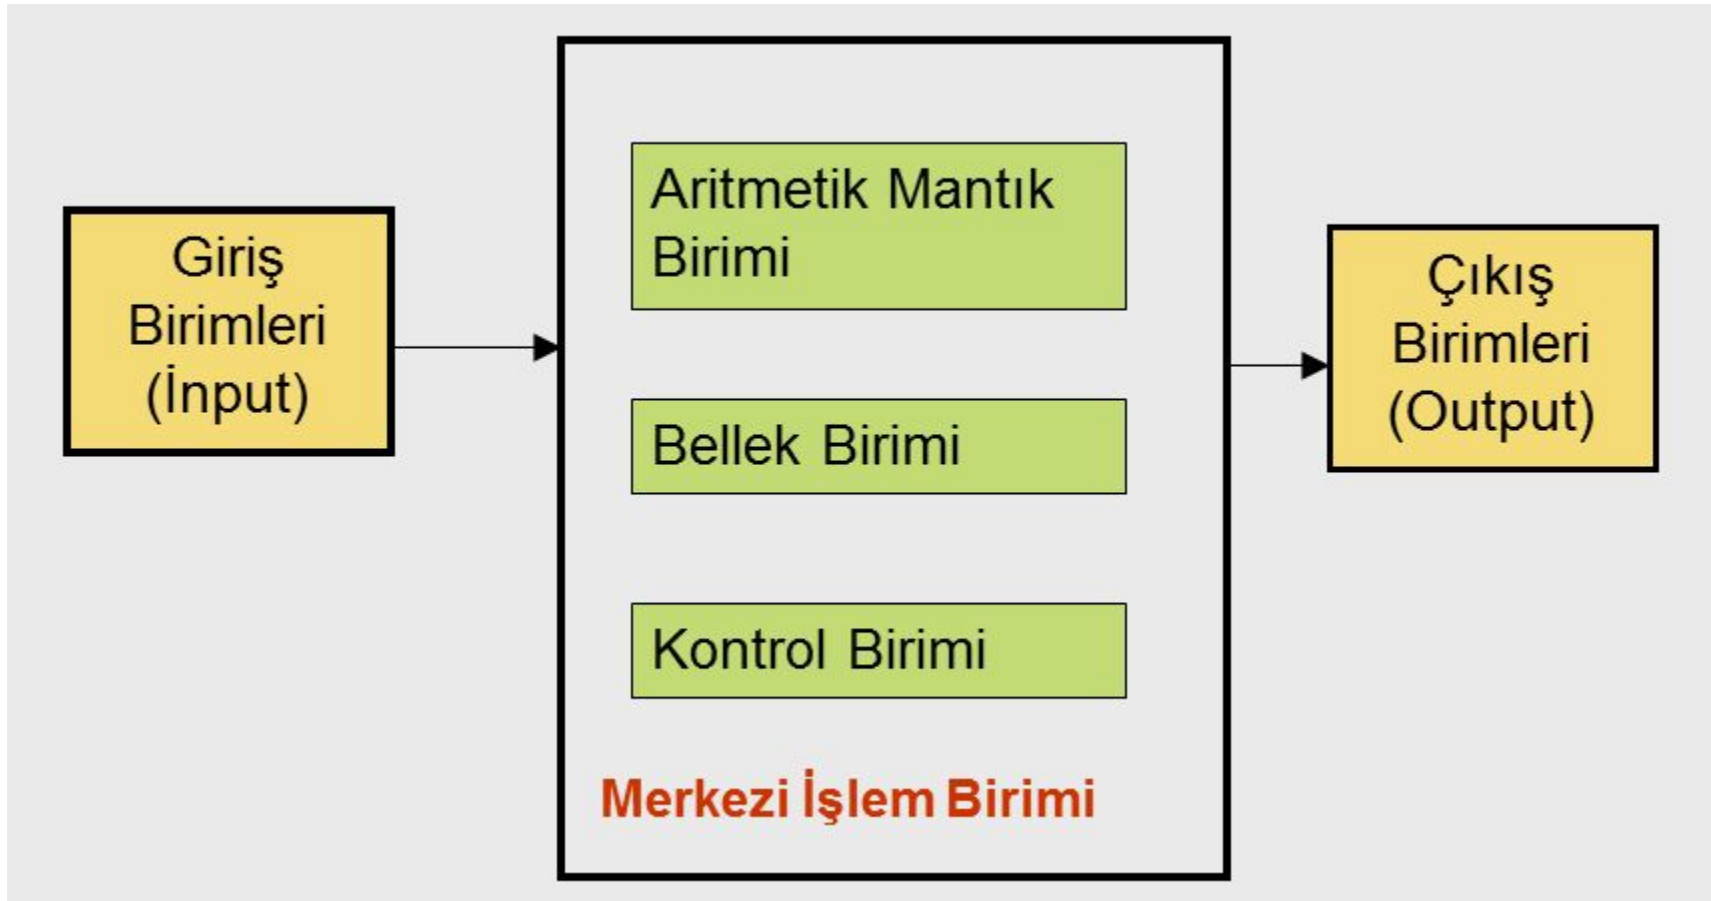 Giriş
Birimleri
(İnput)
Aritmetik Mantık
Birimi
Bellek Birimi
Kontrol Birimi
Merkezi İşlem Birimi
Çıkış
Birimleri
(Output)